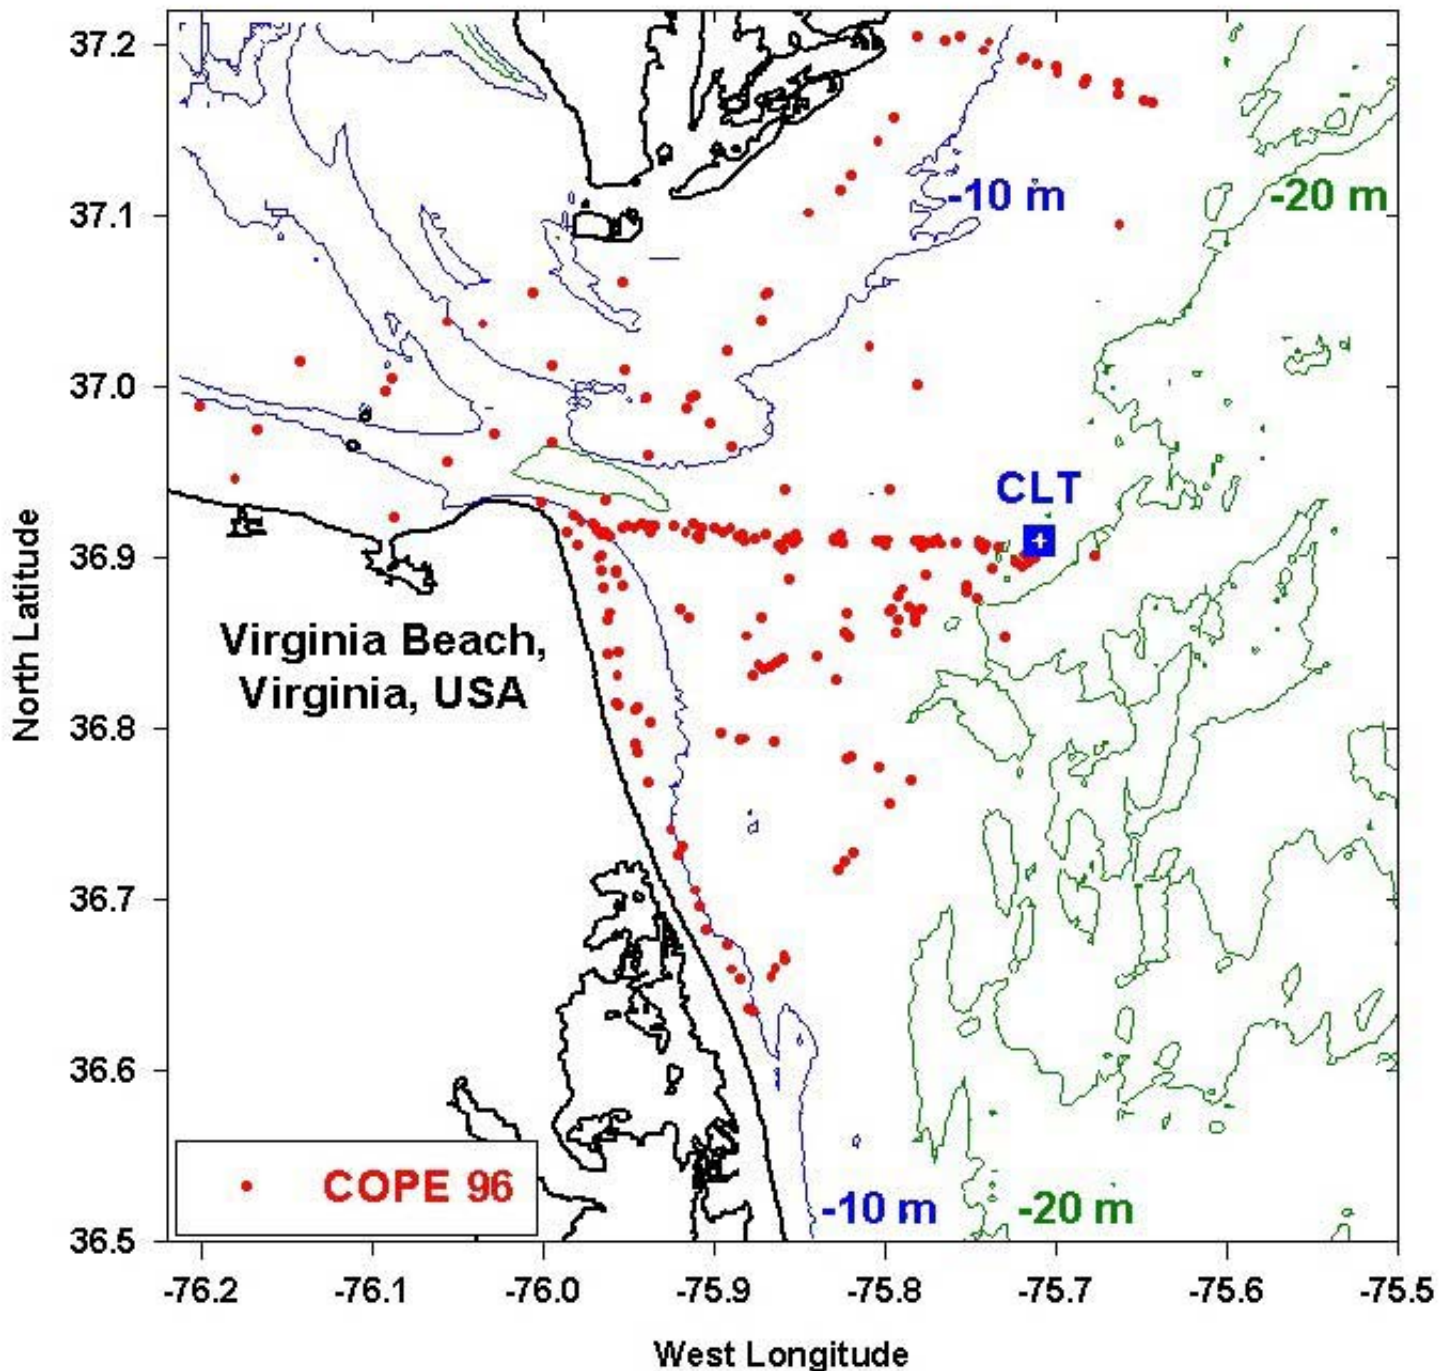 37.2
37.1
37.0
36.9
36.8
36.7
36.6
36.5
North Latitude
-10 m
-20 m
CLT
Virginia Beach,
Virginia, USA
COPE 96
-10 m
-20 m
-76.2
-76.1
-76.0
-75.9
-75.8
-75.7
-75.6
-75.5
West Longitude